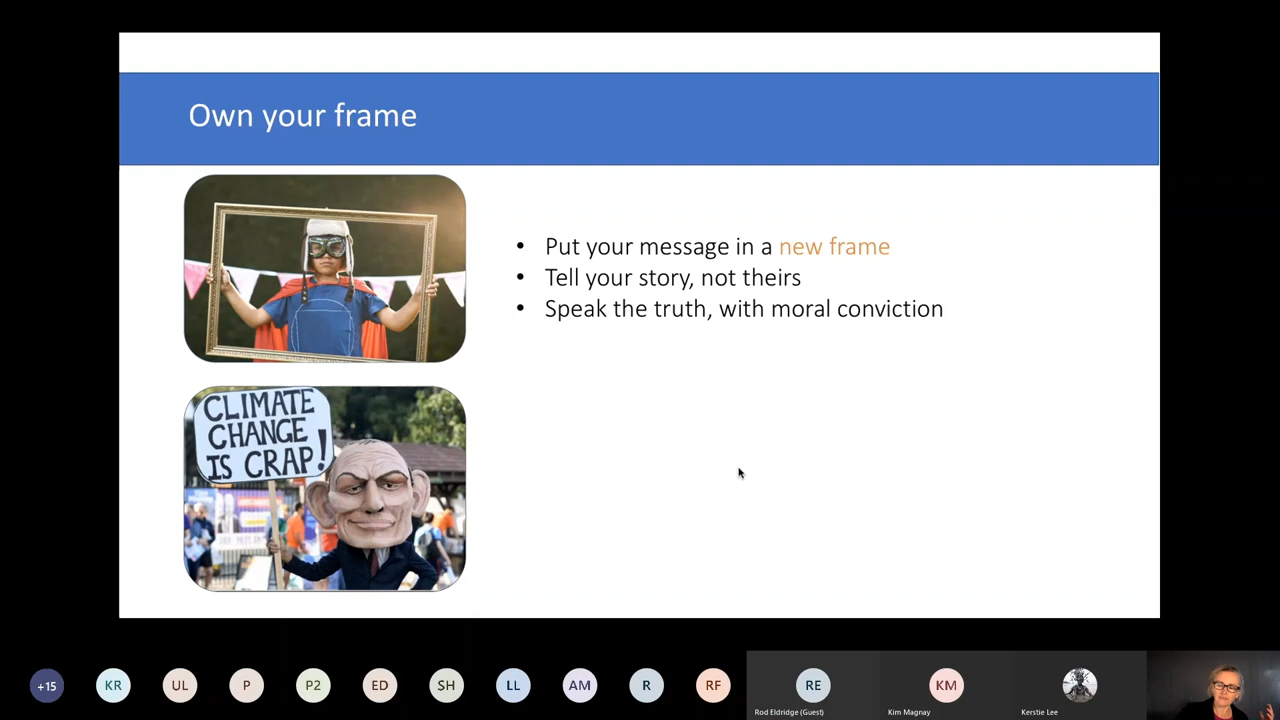 Own your frame
• Put your message in a new frame
• Tell your story, not theirs
• Speak the truth, with moral conviction
CLIMATE
CHANGE
IS CRAP!
+15
KR
UL
P
P2
ED
SH
LL
AM
R
RF
RE
KM
Rod Eldridge (Guest)
Kim Magnay
Kerstie Lee